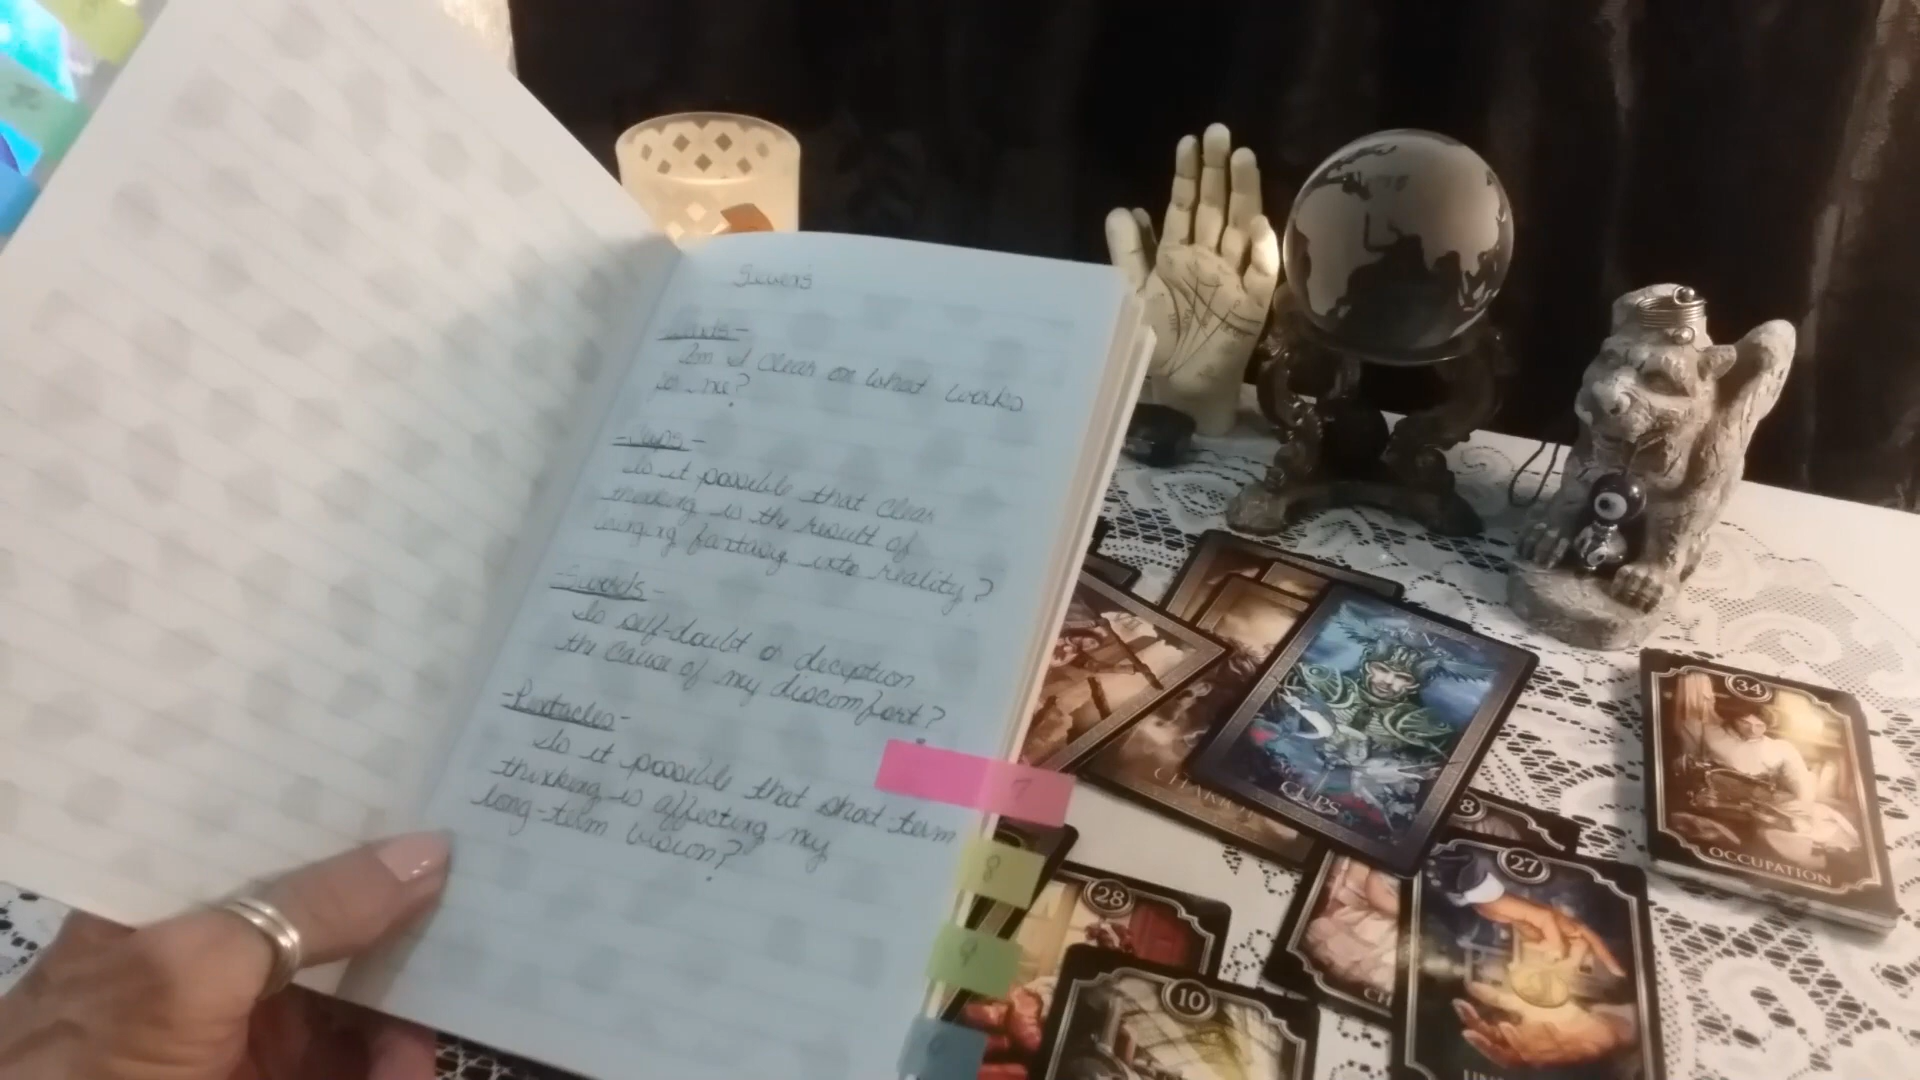 Sevens
-Wands-
Am I clear on what works
for me?
-Cups-
Is it possible that clear
thinking is the result of
bringing fantasy into reality?
-Swords-
Is self-doubt or deception
the cause of my discomfort?
-Pentacles-
Is it possible that short-term
thinking is affecting my
long-term vision?
7
8
9
CHARIOT
CUPS
34
OCCUPATION
8
27
28
10
CH